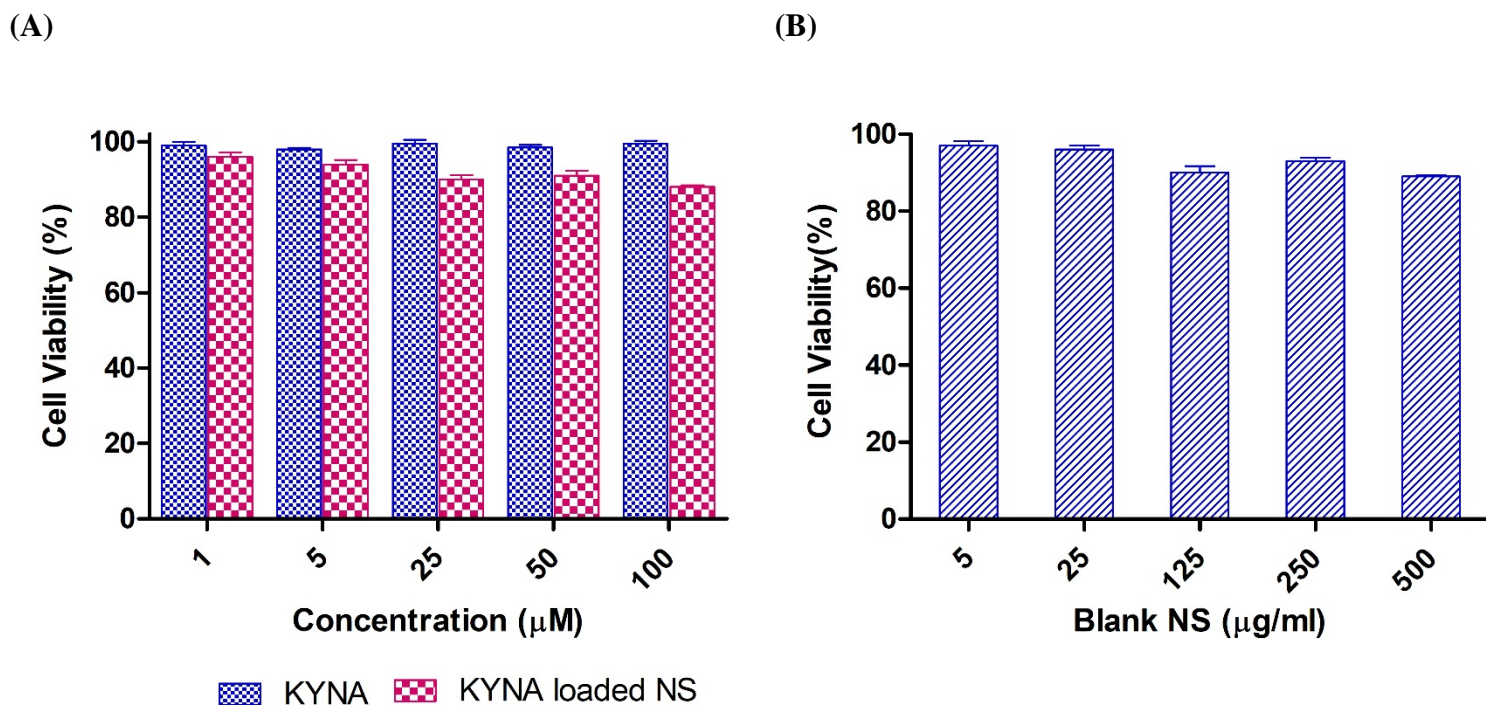 (A)
100
80
60
40
20
0
Cell Viability (%)
1
5
25
50
100
Concentration (μM)
KYNA
KYNA loaded NS
(B)
100
80
60
40
20
0
Cell Viability(%)
5
25
125
250
500
Blank NS (μg/ml)